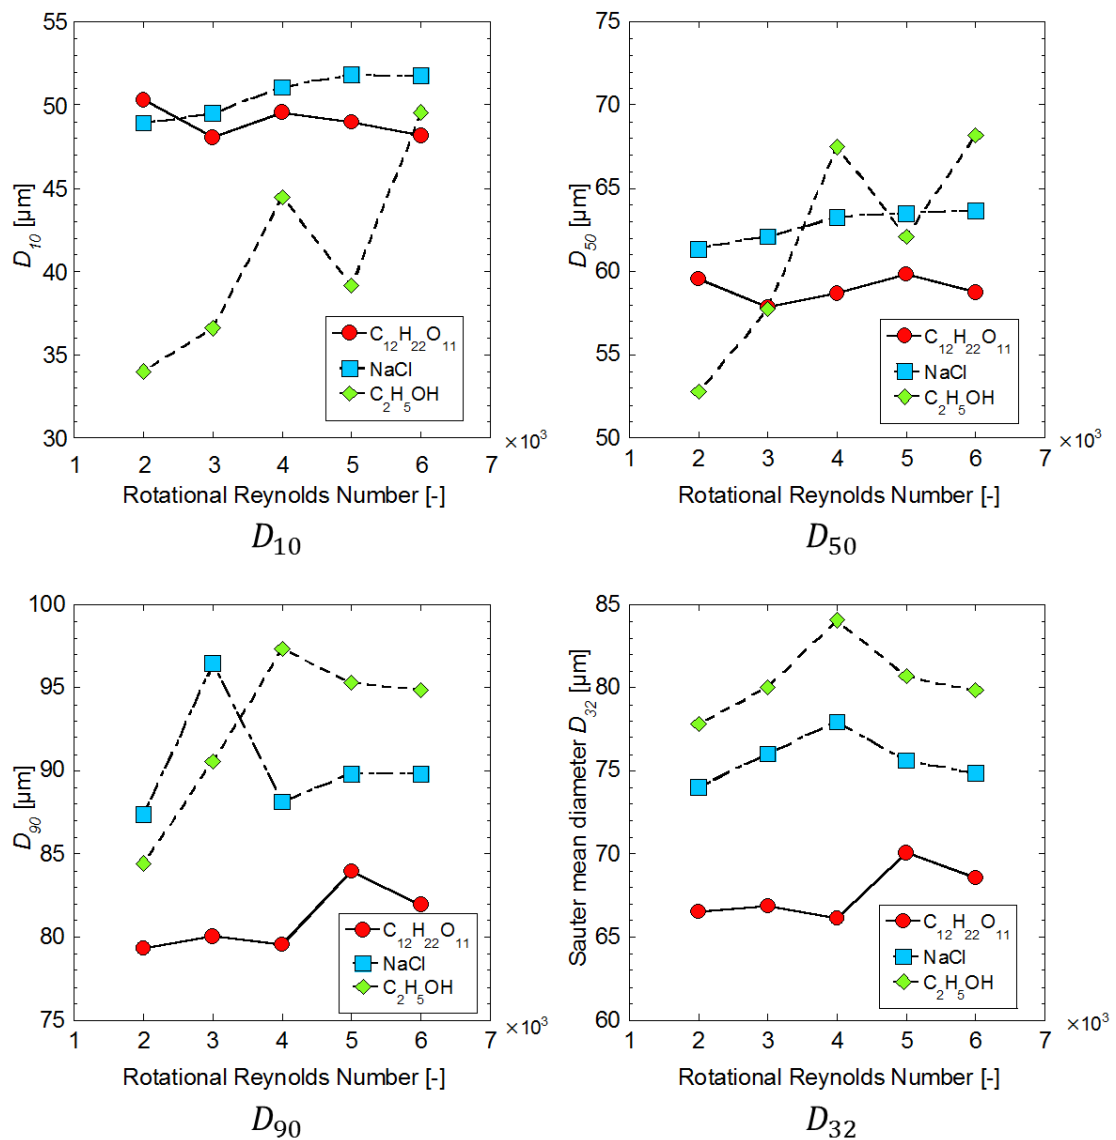 55
50
45
40
35
30
D₁₀ [µm]
C₁₂H₂₂O₁₁
NaCl
C₂H₅OH
1 2 3 4 5 6 7
×10³
Rotational Reynolds Number [-]
D₁₀
75
70
65
60
55
50
D₅₀ [µm]
C₁₂H₂₂O₁₁
NaCl
C₂H₅OH
1 2 3 4 5 6 7
×10³
Rotational Reynolds Number [-]
D₅₀
100
95
90
85
80
75
D₉₀ [µm]
C₁₂H₂₂O₁₁
NaCl
C₂H₅OH
1 2 3 4 5 6 7
×10³
Rotational Reynolds Number [-]
D₉₀
85
80
75
70
65
60
Sauter mean diameter D₃₂ [µm]
C₁₂H₂₂O₁₁
NaCl
C₂H₅OH
1 2 3 4 5 6 7
×10³
Rotational Reynolds Number [-]
D₃₂